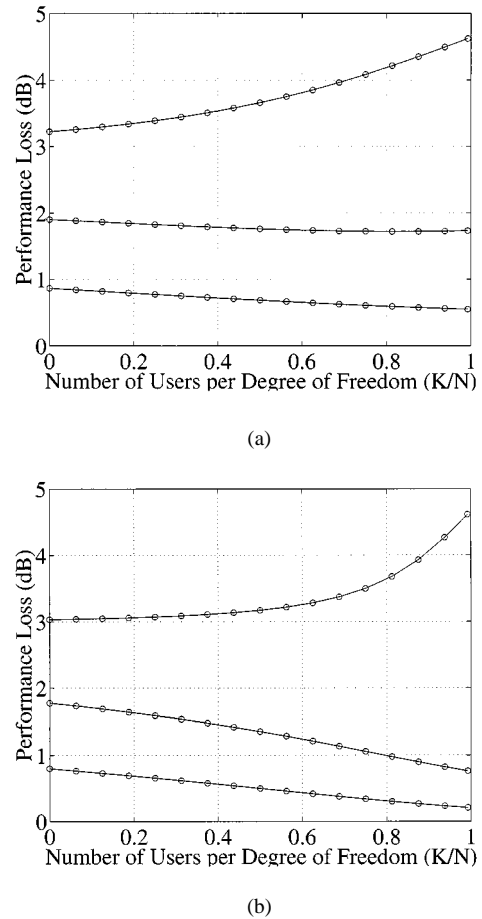 5
4
3
2
1
0
Performance Loss (dB)
0 0.2 0.4 0.6 0.8 1
Number of Users per Degree of Freedom (K/N)
(a)
5
4
3
2
1
0
Performance Loss (dB)
0 0.2 0.4 0.6 0.8 1
Number of Users per Degree of Freedom (K/N)
(b)